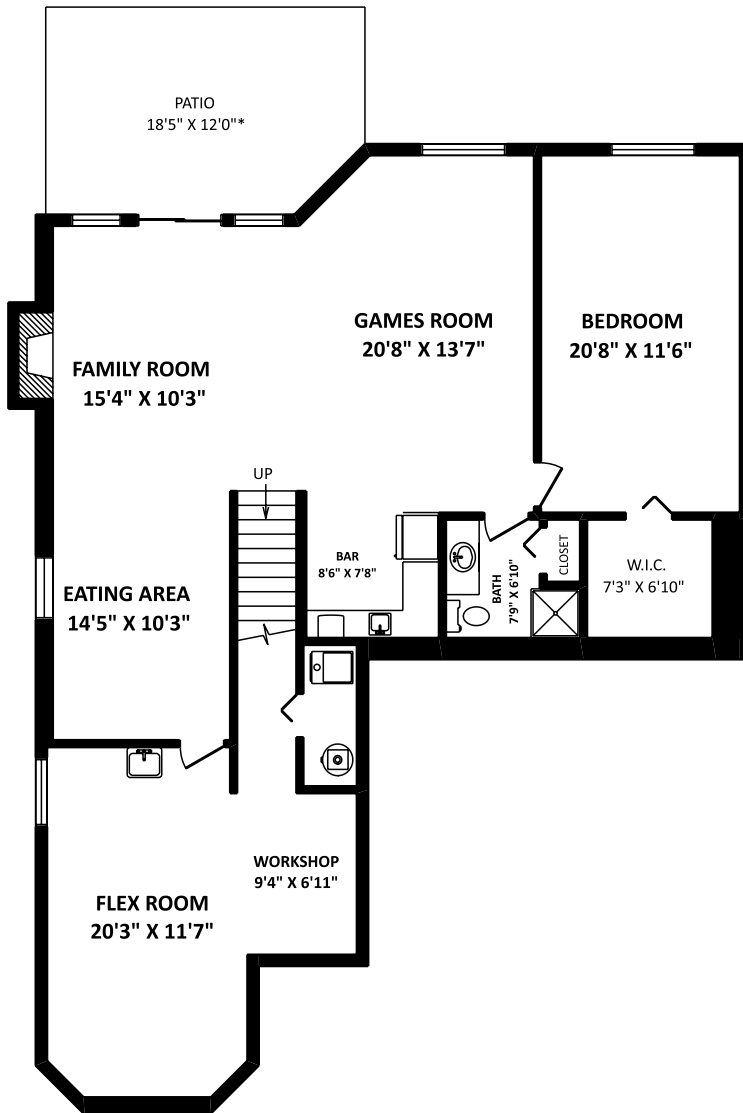 PATIO
18'5" X 12'0"*
GAMES ROOM
20'8" X 13'7"
BEDROOM
20'8" X 11'6"
FAMILY ROOM
15'4" X 10'3"
UP
BAR
8'6" X 7'8"
BATH
7'9" X 6'10"
CLOSET
W.I.C.
7'3" X 6'10"
EATING AREA
14'5" X 10'3"
WORKSHOP
9'4" X 6'11"
FLEX ROOM
20'3" X 11'7"